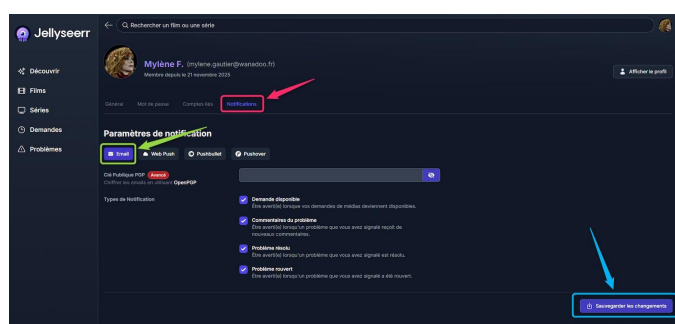 Jellyseerr
Rechercher un film ou une série
Mylène F. (mylene.gautier@wanadoo.fr)
Membre depuis le 21 novembre 2025
Afficher le profil
Découvrir
Films
Séries
Demandes
Problèmes
Général Mot de passe Comptes liés Notifications
Paramètres de notification
Email Web Push Pushbullet Pushover
Clé Publique PGP Avancé
Chiffrer les emails en utilisant OpenPGP
Types de Notification
Demande disponible
Être averti(e) lorsque vos demandes de médias deviennent disponibles.
Commentaires du problème
Être averti(e) lorsqu'un problème que vous avez signalé reçoit de
nouveaux commentaires.
Problème résolu
Être averti(e) lorsqu'un problème que vous avez signalé est résolu.
Problème rouvert
Être averti(e) lorsqu'un problème que vous avez signalé a été rouvert.
Sauvegarder les changements